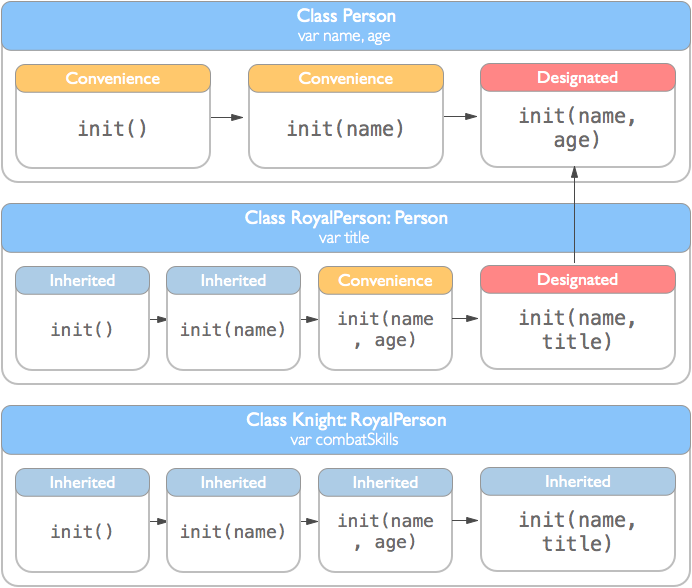 Class Person
var name, age
Convenience
init()
Convenience
init(name)
Designated
init(name,
age)
Class RoyalPerson: Person
var title
Inherited
init()
Inherited
init(name)
Convenience
init(name
, age)
Designated
init(name,
title)
Class Knight: RoyalPerson
var combatSkills
Inherited
init()
Inherited
init(name)
Inherited
init(name
, age)
Inherited
init(name,
title)